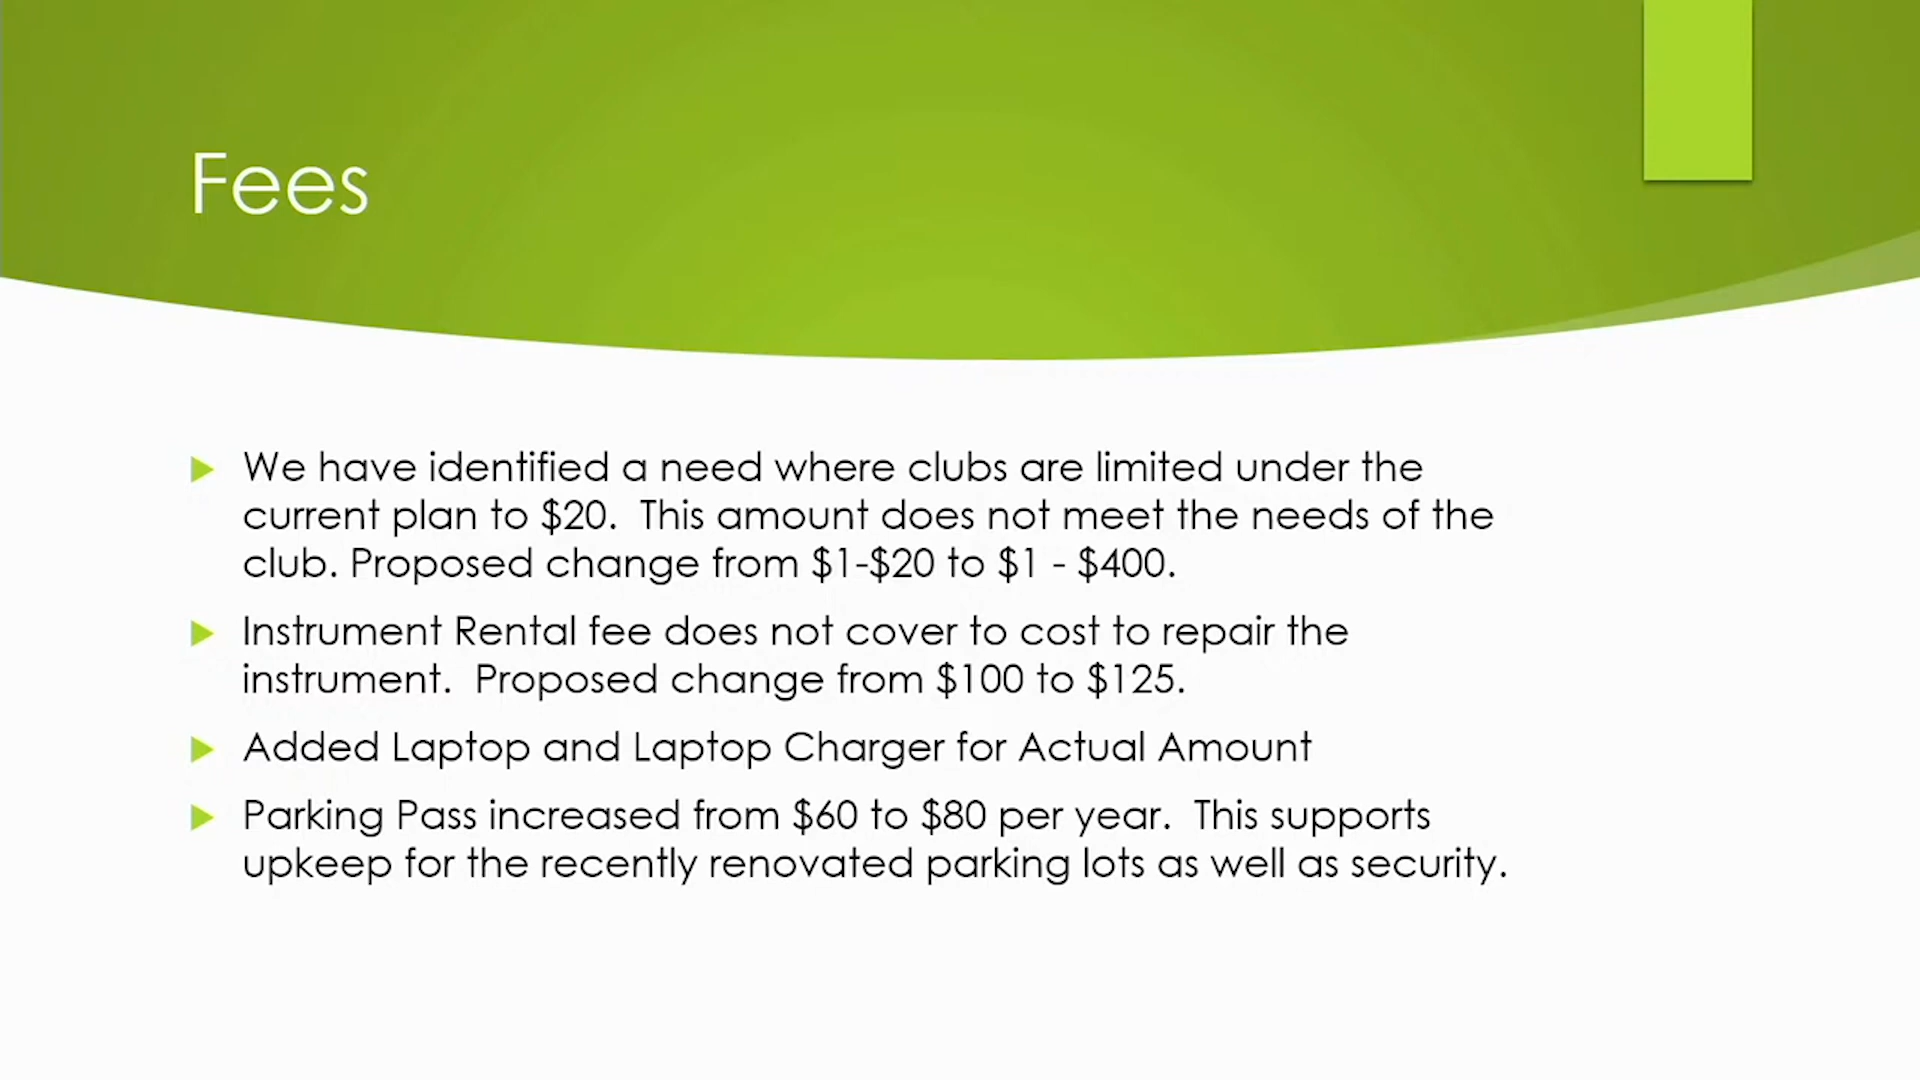 Fees
We have identified a need where clubs are limited under the
current plan to $20.  This amount does not meet the needs of the
club. Proposed change from $1-$20 to $1 - $400.
Instrument Rental fee does not cover to cost to repair the
instrument.  Proposed change from $100 to $125.
Added Laptop and Laptop Charger for Actual Amount
Parking Pass increased from $60 to $80 per year.  This supports
upkeep for the recently renovated parking lots as well as security.